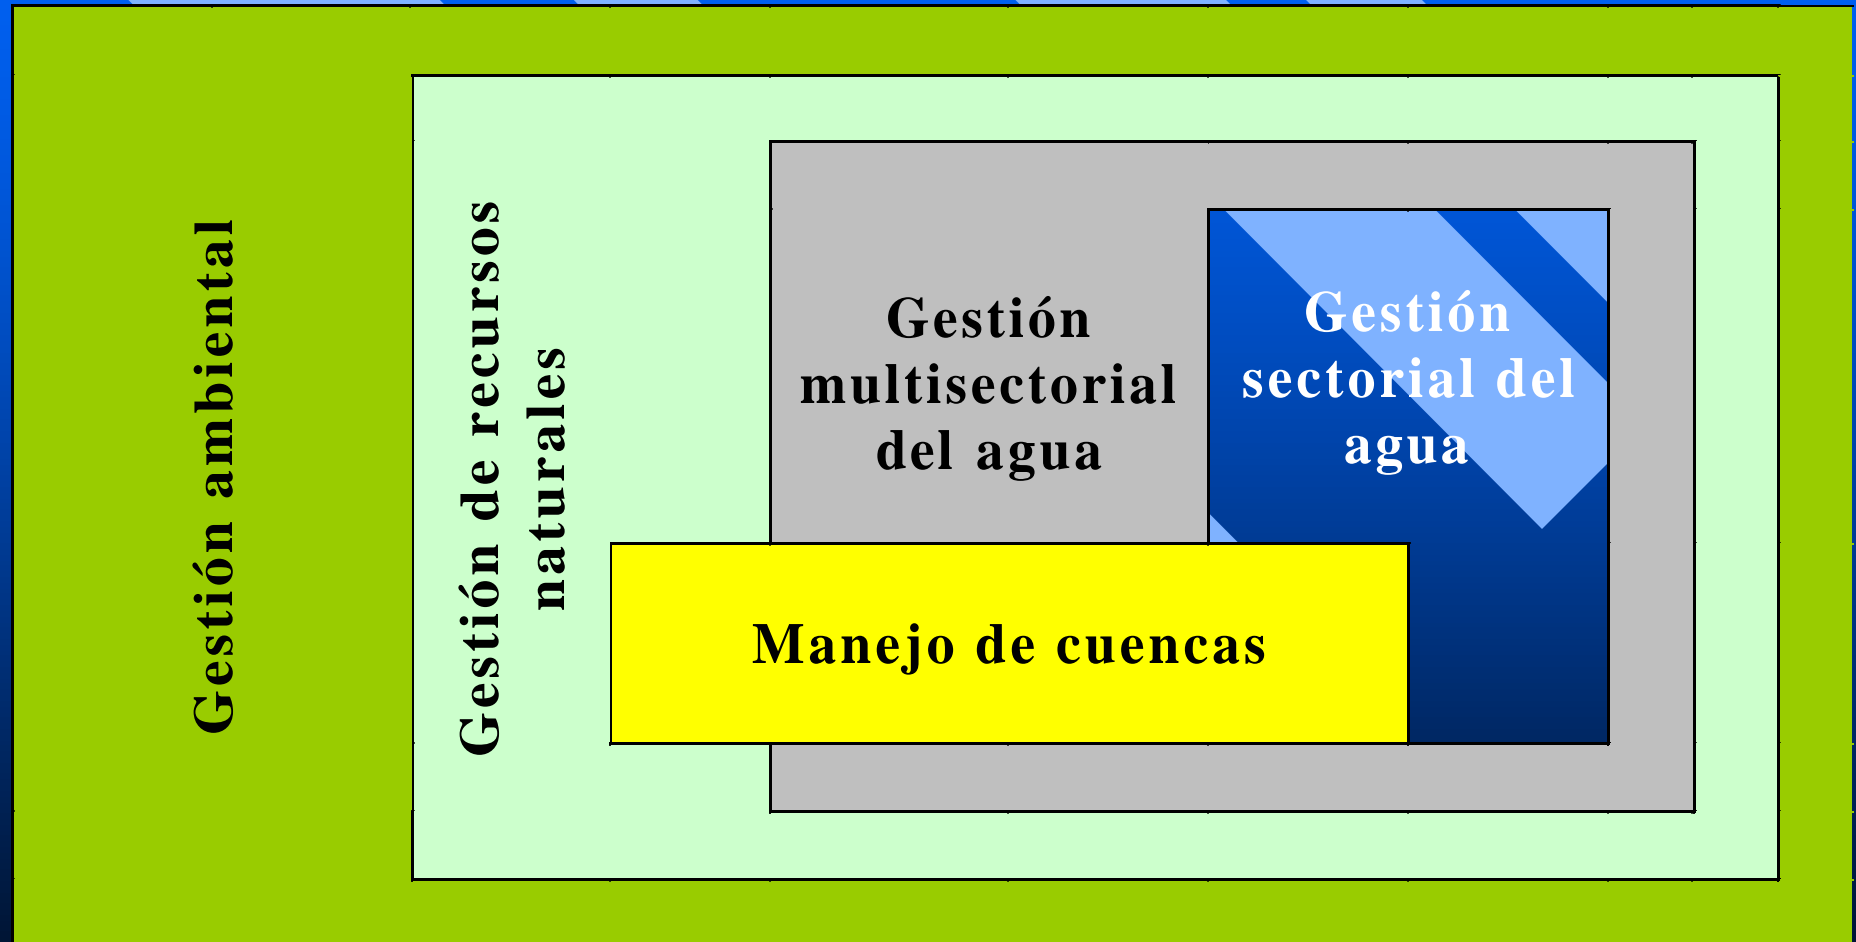 Gestión ambiental
Gestión de recursos
naturales
Gestión
multisectorial
del agua
Gestión
sectorial del
agua
Manejo de cuencas